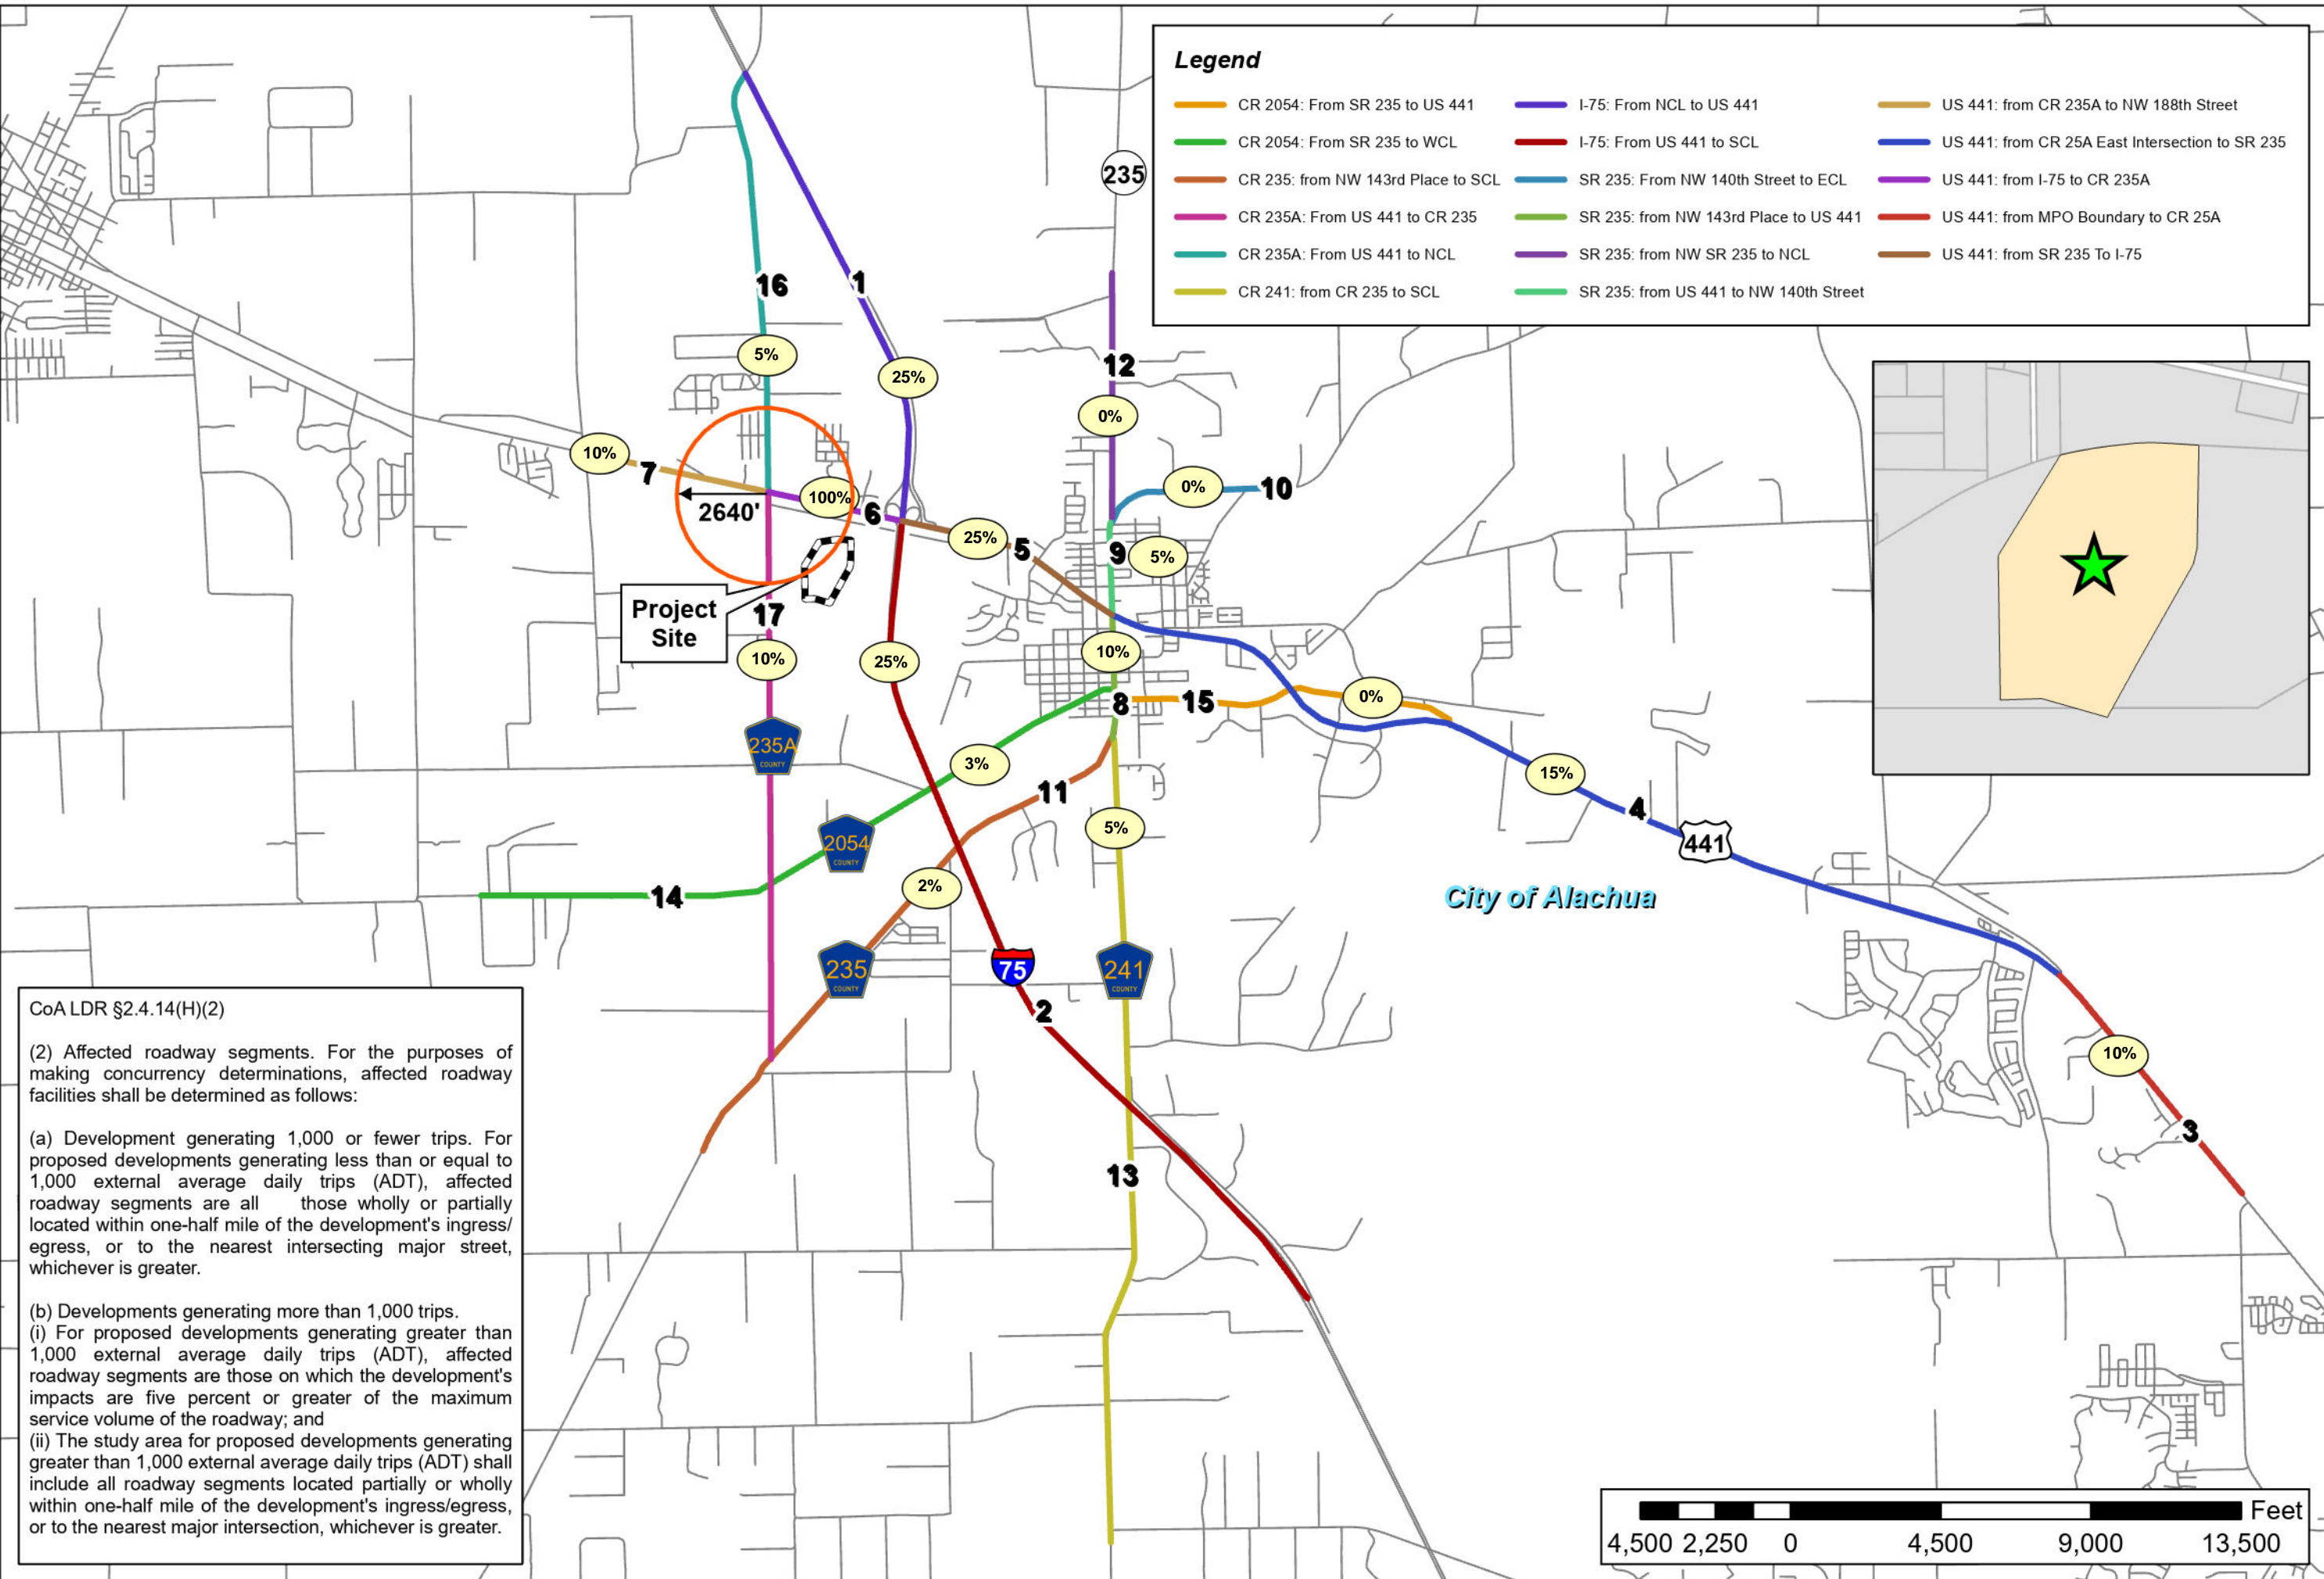 Legend
CR 2054: From SR 235 to US 441
CR 2054: From SR 235 to WCL
CR 235: from NW 143rd Place to SCL
CR 235A: From US 441 to CR 235
CR 235A: From US 441 to NCL
CR 241: from CR 235 to SCL
I-75: From NCL to US 441
I-75: From US 441 to SCL
SR 235: From NW 140th Street to ECL
SR 235: from NW 143rd Place to US 441
SR 235: from NW SR 235 to NCL
SR 235: from US 441 to NW 140th Street
US 441: from CR 235A to NW 188th Street
US 441: from CR 25A East Intersection to SR 235
US 441: from I-75 to CR 235A
US 441: from MPO Boundary to CR 25A
US 441: from SR 235 To I-75
235
16
1
5%
25%
12
0%
10%
7
100%
6
2640'
25%
5
0%
10
9
5%
Project
Site
17
10%
25%
10%
8
15
0%
235A
COUNTY
3%
11
15%
4
441
2054
COUNTY
5%
2%
14
City of Alachua
235
COUNTY
75
241
COUNTY
2
10%
3
13
CoA LDR §2.4.14(H)(2)
(2) Affected roadway segments. For the purposes of
making concurrency determinations, affected roadway
facilities shall be determined as follows:
(a) Development generating 1,000 or fewer trips. For
proposed developments generating less than or equal to
1,000 external average daily trips (ADT), affected
roadway segments are all those wholly or partially
located within one-half mile of the development's ingress/
egress, or to the nearest intersecting major street,
whichever is greater.
(b) Developments generating more than 1,000 trips.
(i) For proposed developments generating greater than
1,000 external average daily trips (ADT), affected
roadway segments are those on which the development's
impacts are five percent or greater of the maximum
service volume of the roadway; and
(ii) The study area for proposed developments generating
greater than 1,000 external average daily trips (ADT) shall
include all roadway segments located partially or wholly
within one-half mile of the development's ingress/egress,
or to the nearest major intersection, whichever is greater.
Feet
4,500 2,250 0 4,500 9,000 13,500